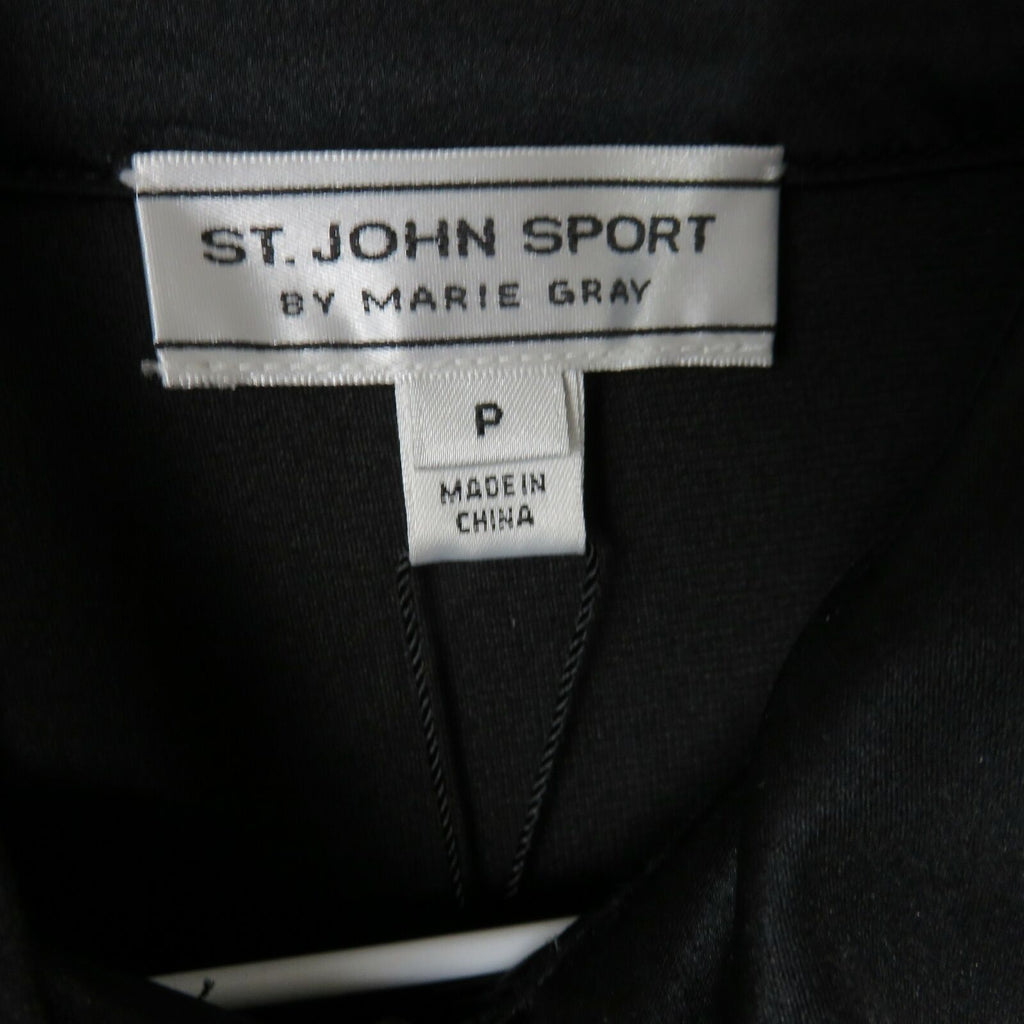 ST. JOHN SPORT
BY MARIE GRAY
P
MADE IN
CHINA